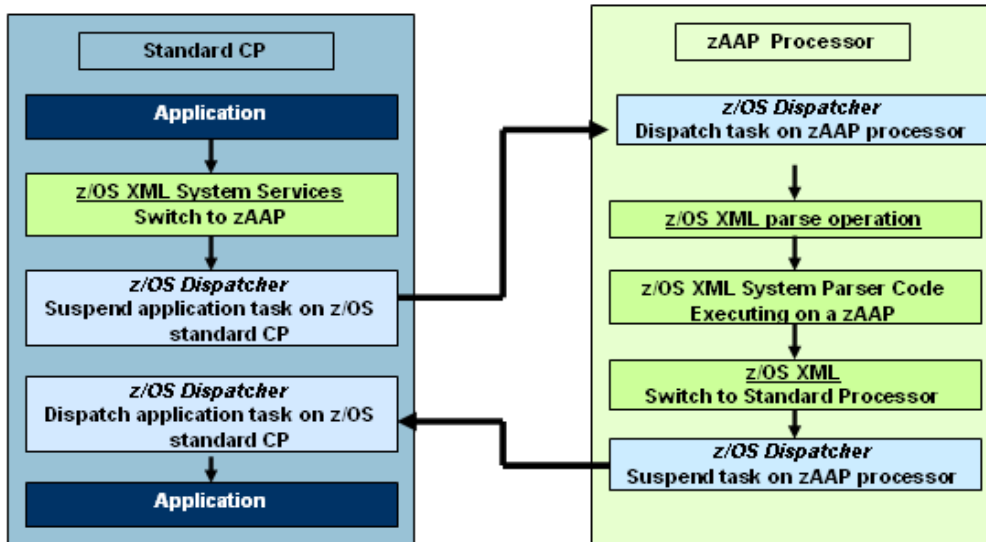 Standard CP
Application
z/OS XML System Services
Switch to zAAP
z/OS Dispatcher
Suspend application task on z/OS
standard CP
z/OS Dispatcher
Dispatch application task on z/OS
standard CP
Application
zAAP Processor
z/OS Dispatcher
Dispatch task on zAAP processor
z/OS XML parse operation
z/OS XML System Parser Code
Executing on a zAAP
z/OS XML
Switch to Standard Processor
z/OS Dispatcher
Suspend task on zAAP processor